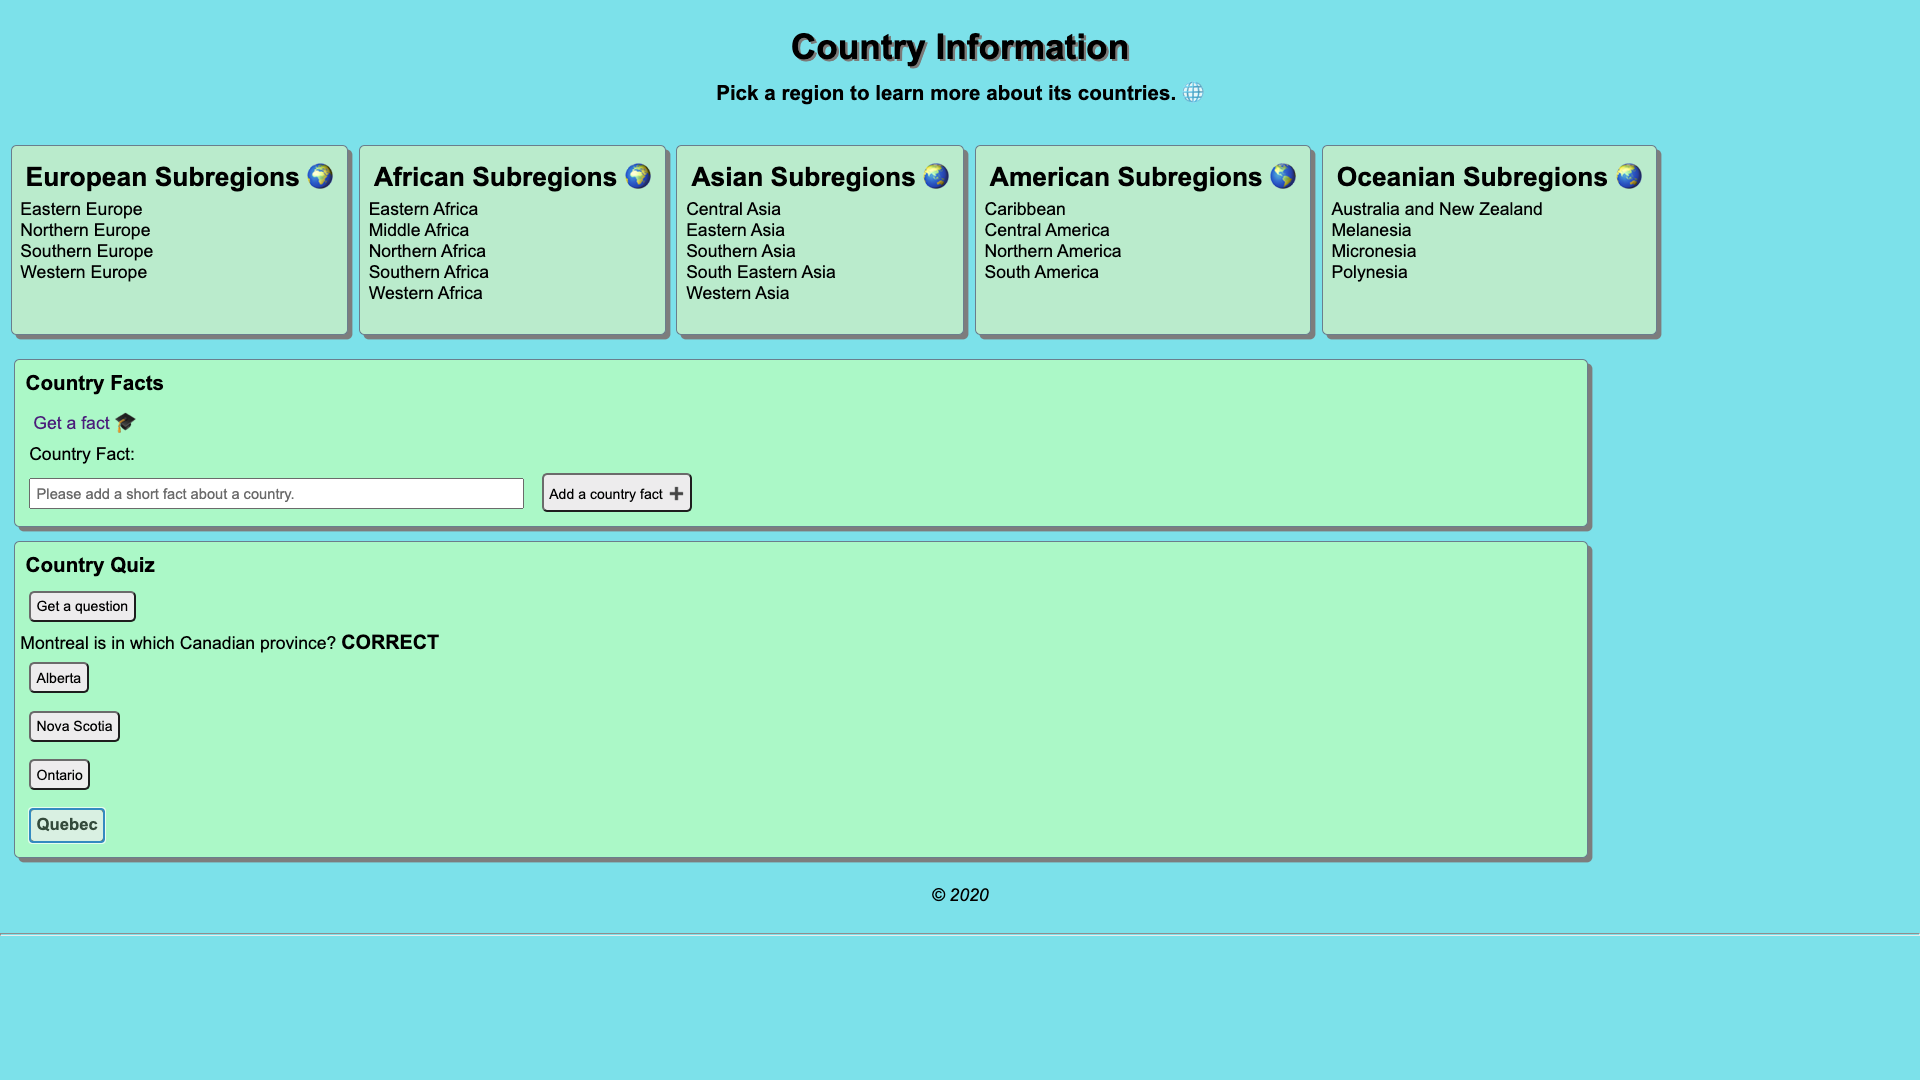 Country Information
Pick a region to learn more about its countries. 🌐
European Subregions 🌍
Eastern Europe
Northern Europe
Southern Europe
Western Europe
African Subregions 🌍
Eastern Africa
Middle Africa
Northern Africa
Southern Africa
Western Africa
Asian Subregions 🌏
Central Asia
Eastern Asia
Southern Asia
South Eastern Asia
Western Asia
American Subregions 🌎
Caribbean
Central America
Northern America
South America
Oceanian Subregions 🌏
Australia and New Zealand
Melanesia
Micronesia
Polynesia
Country Facts
Get a fact 🎓
Country Fact:
Please add a short fact about a country.
Add a country fact ➕
Country Quiz
Get a question
Montreal is in which Canadian province? CORRECT
Alberta
Nova Scotia
Ontario
Quebec
© 2020